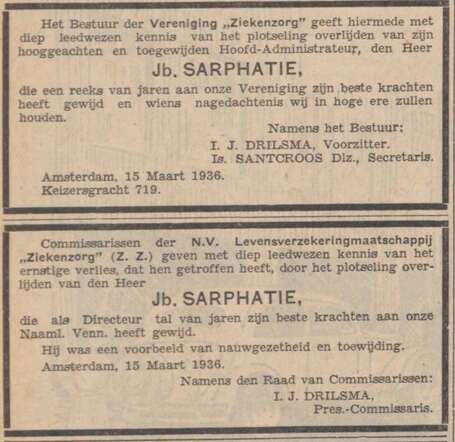 Het Bestuur der Vereniging „Ziekenzorg” geeft hiermede met
diep leedwezen kennis van het plotseling overlijden van zijn
hooggeachten en toegewijden Hoofd-Administrateur, den Heer
Jb. SARPHATIE,
die een reeks van jaren aan onze Vereniging zijn beste krachten
heeft gewijd en wiens nagedachtenis wij in hoge ere zullen
houden.
Namens het Bestuur:
I. J. DRILSMA, Voorzitter.
Is. SANTCROOS Dlz., Secretaris.
Amsterdam, 15 Maart 1936.
Keizersgracht 719.
Commissarissen der N.V. Levensverzekeringmaatschappij
„Ziekenzorg” (Z. Z.) geven met diep leedwezen kennis van het
ernstige verlies, dat hen getroffen heeft, door het plotseling over-
lijden van den Heer
Jb. SARPHATIE,
die als Directeur tal van jaren zijn beste krachten aan onze
Naaml. Venn. heeft gewijd.
Hij was een voorbeeld van nauwgezetheid en toewijding.
Amsterdam, 15 Maart 1936.
Namens den Raad van Commissarissen:
I. J. DRILSMA,
Pres.-Commissaris.